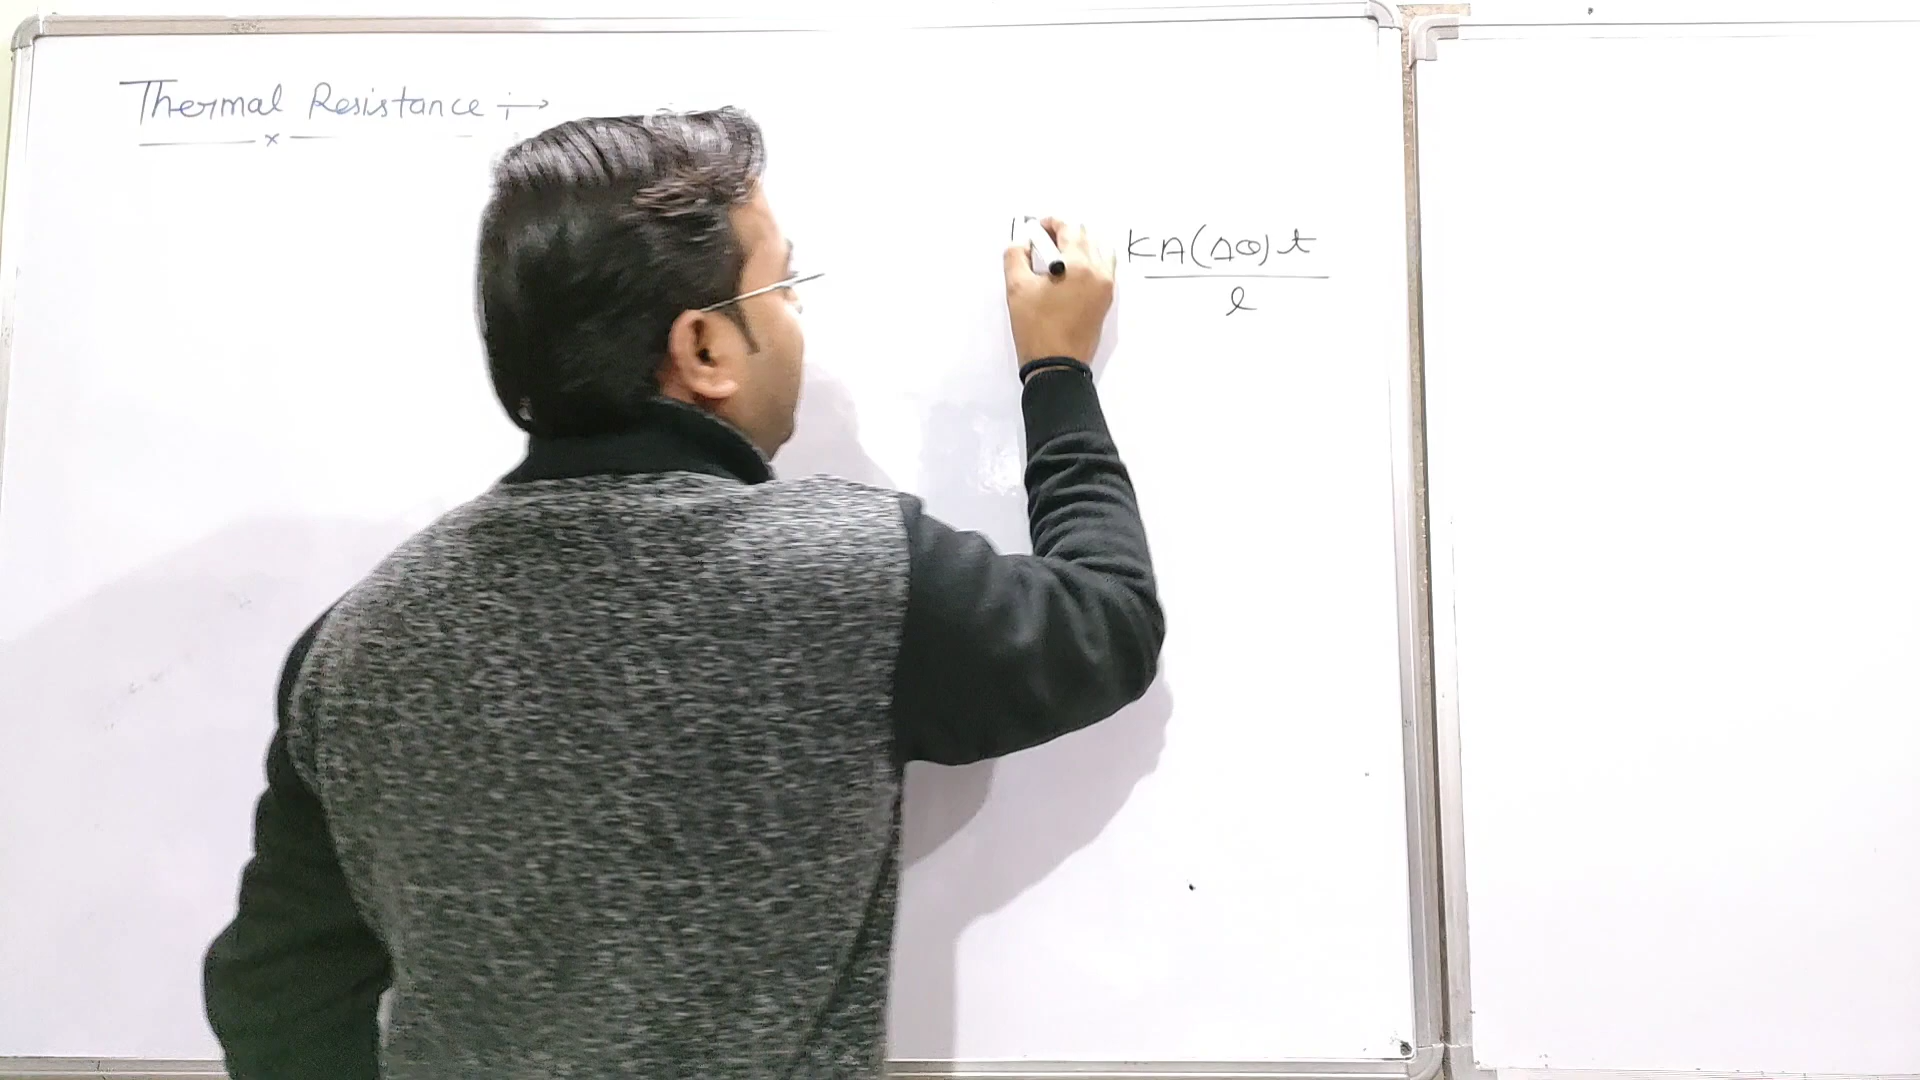 Thermal Resistance ÷→
KA(Δθ)t
l